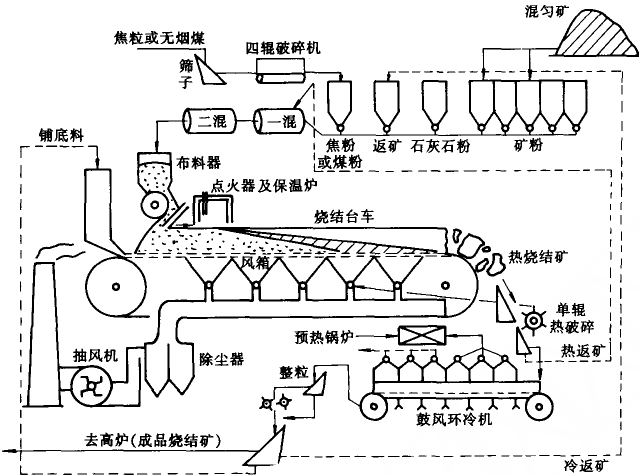 混匀矿
焦粒或无烟煤
四辊破碎机
筛子
二混
一混
焦粉或煤粉
返矿
石灰石粉
矿粉
铺底料
布料器
点火器及保温炉
烧结台车
热烧结矿
风箱
单辊热破碎
预热锅炉
热返矿
抽风机
除尘器
整粒
鼓风环冷机
去高炉(成品烧结矿)
冷返矿